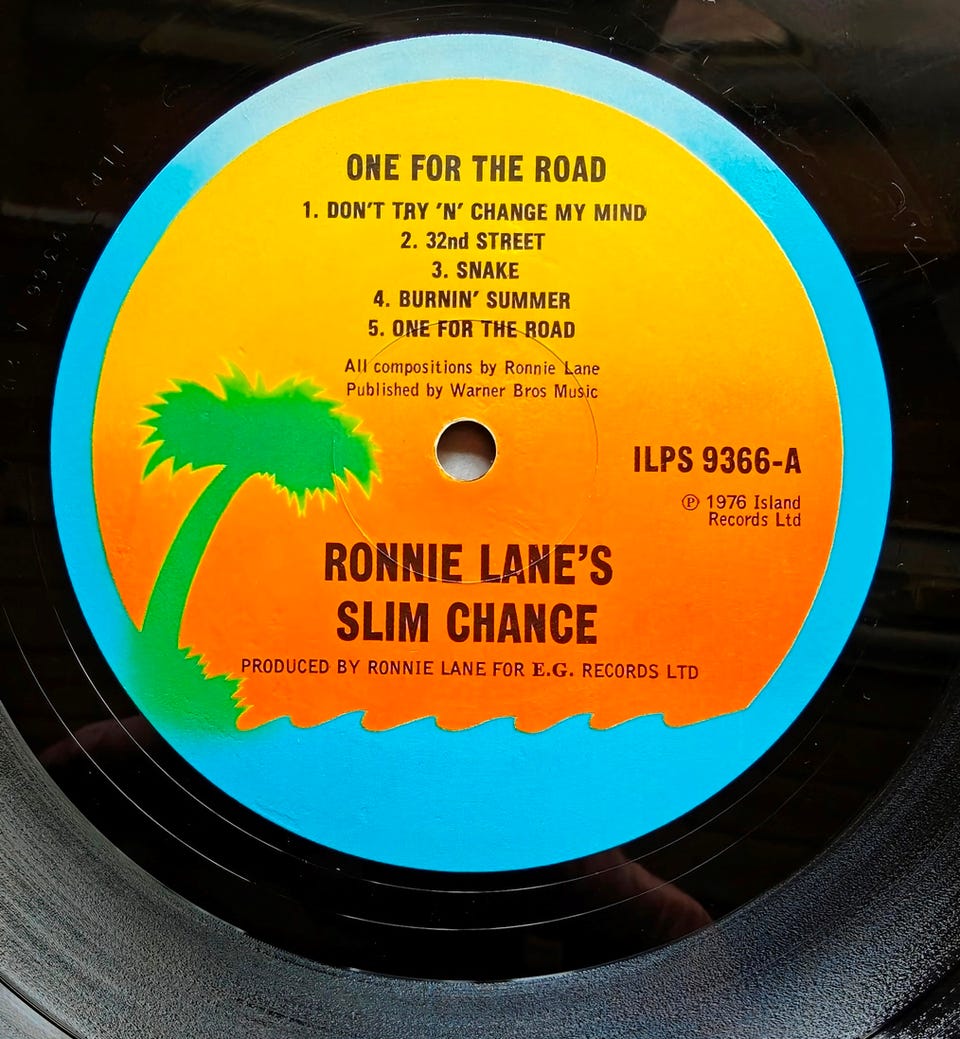 ONE FOR THE ROAD
1. DON'T TRY 'N' CHANGE MY MIND
2. 32nd STREET
3. SNAKE
4. BURNIN' SUMMER
5. ONE FOR THE ROAD
All compositions by Ronnie Lane
Published by Warner Bros Music
ILPS 9366-A
℗ 1976 Island
Records Ltd
RONNIE LANE'S
SLIM CHANCE
PRODUCED BY RONNIE LANE FOR E.G. RECORDS LTD